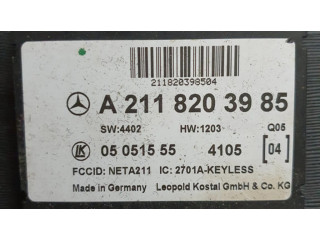 211820398504
A 211 820 39 85
SW:4402 HW:1203 Q05
LK 05 0515 55 4105 [04]
FCCID: NETA211 IC: 2701A-KEYLESS
Made in Germany Leopold Kostal GmbH & Co. KG